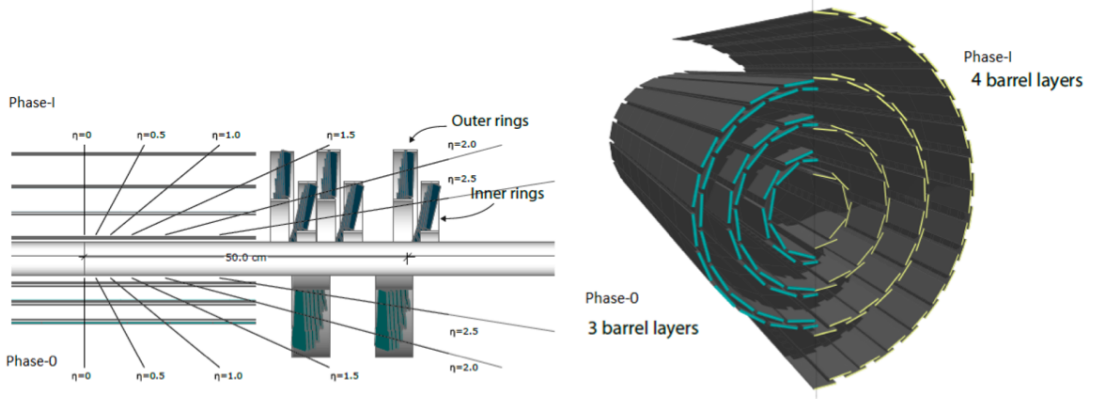 Phase-I
η=0
η=0.5
η=1.0
η=1.5
Outer rings
η=2.0
η=2.5
Inner rings
50.0 cm
η=2.5
η=2.0
Phase-0
η=0
η=0.5
η=1.0
η=1.5
Phase-I
4 barrel layers
Phase-0
3 barrel layers